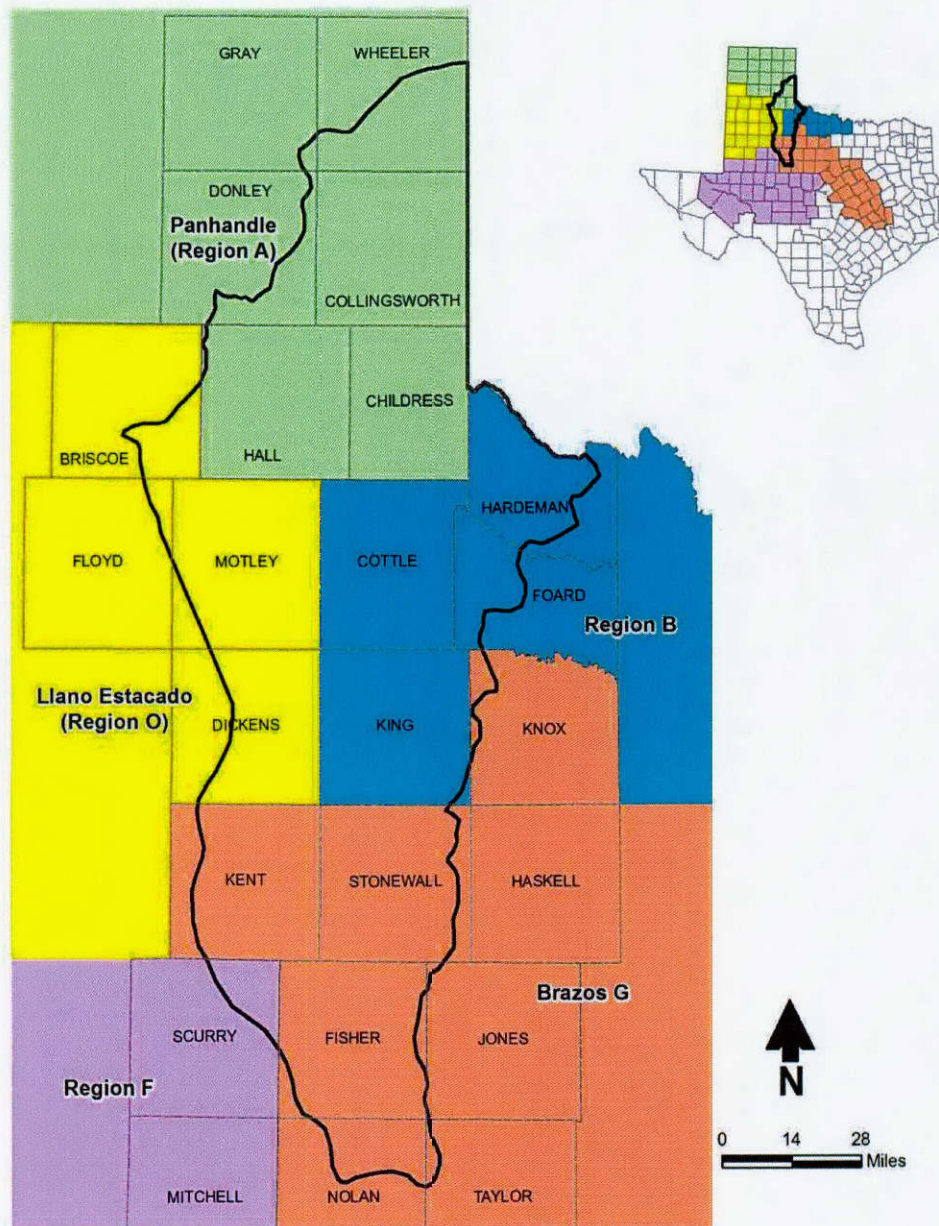 GRAY
WHEELER
DONLEY
Panhandle
(Region A)
COLLINGSWORTH
CHILDRESS
BRISCOE
HALL
HARDEMAN
FLOYD
MOTLEY
COTTLE
FOARD
Region B
Llano Estacado
(Region O)
DICKENS
KING
KNOX
KENT
STONEWALL
HASKELL
Brazos G
SCURRY
FISHER
JONES
Region F
N
0 14 28
Miles
MITCHELL
NOLAN
TAYLOR